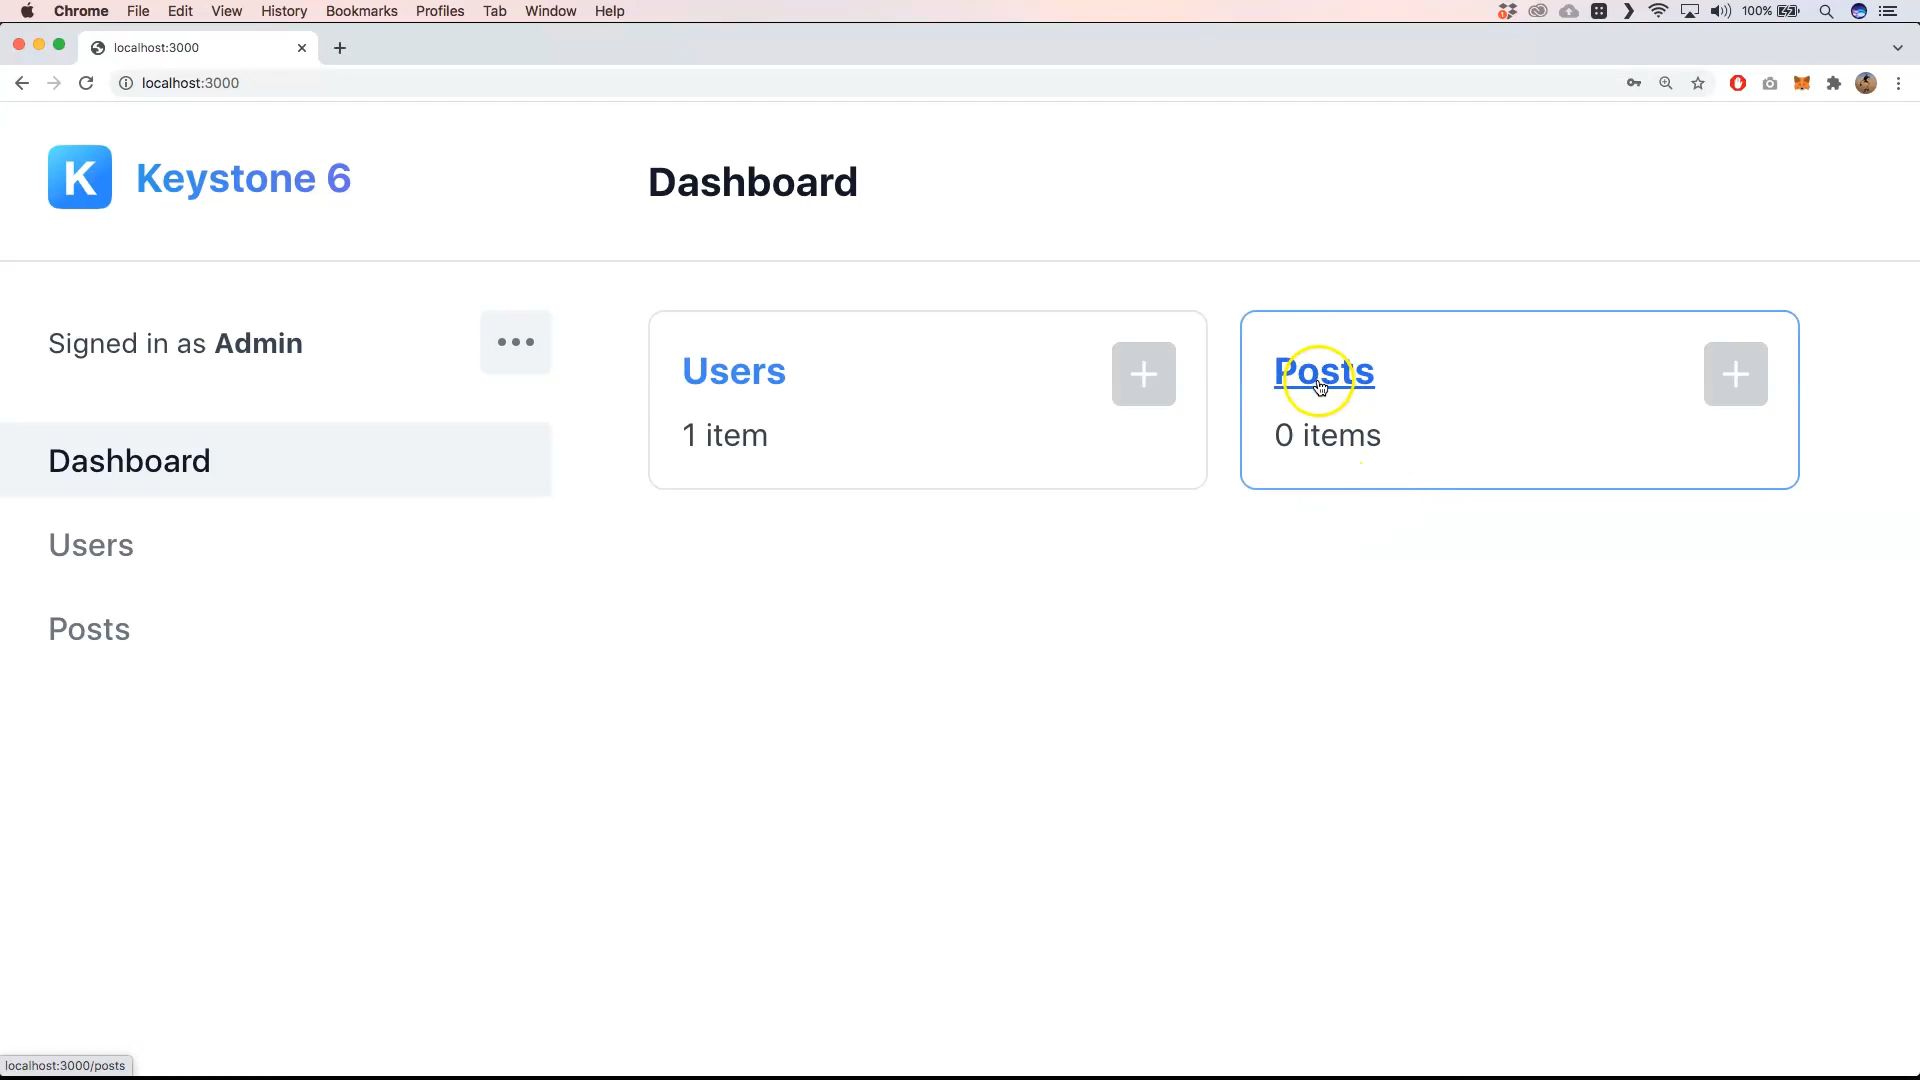 Chrome File Edit View History Bookmarks Profiles Tab Window Help 100%
localhost:3000
localhost:3000
K Keystone 6
Dashboard
Signed in as Admin
Dashboard
Users
Posts
Users
1 item
Posts
0 items
localhost:3000/posts